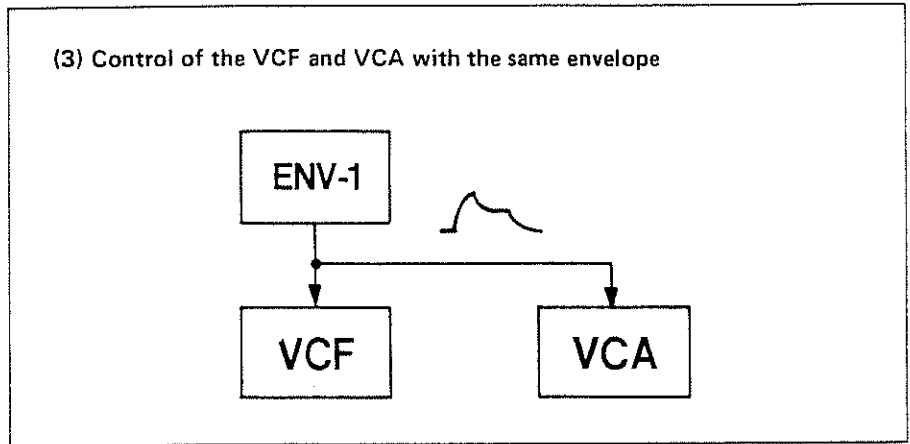 (3) Control of the VCF and VCA with the same envelope
ENV-1
VCF
VCA